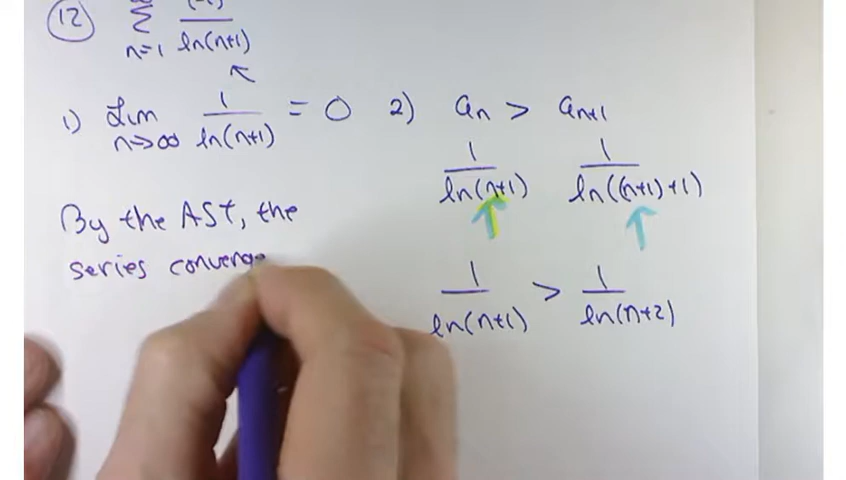 12 Σ / ln(n+1)
n=1
1) Lim n→∞ 1/ln(n+1) = 0
By the AST, the
series converge
2) an > an+1
1/ln(n+1) 1/ln((n+1)+1)
1/ln(n+1) > 1/ln(n+2)